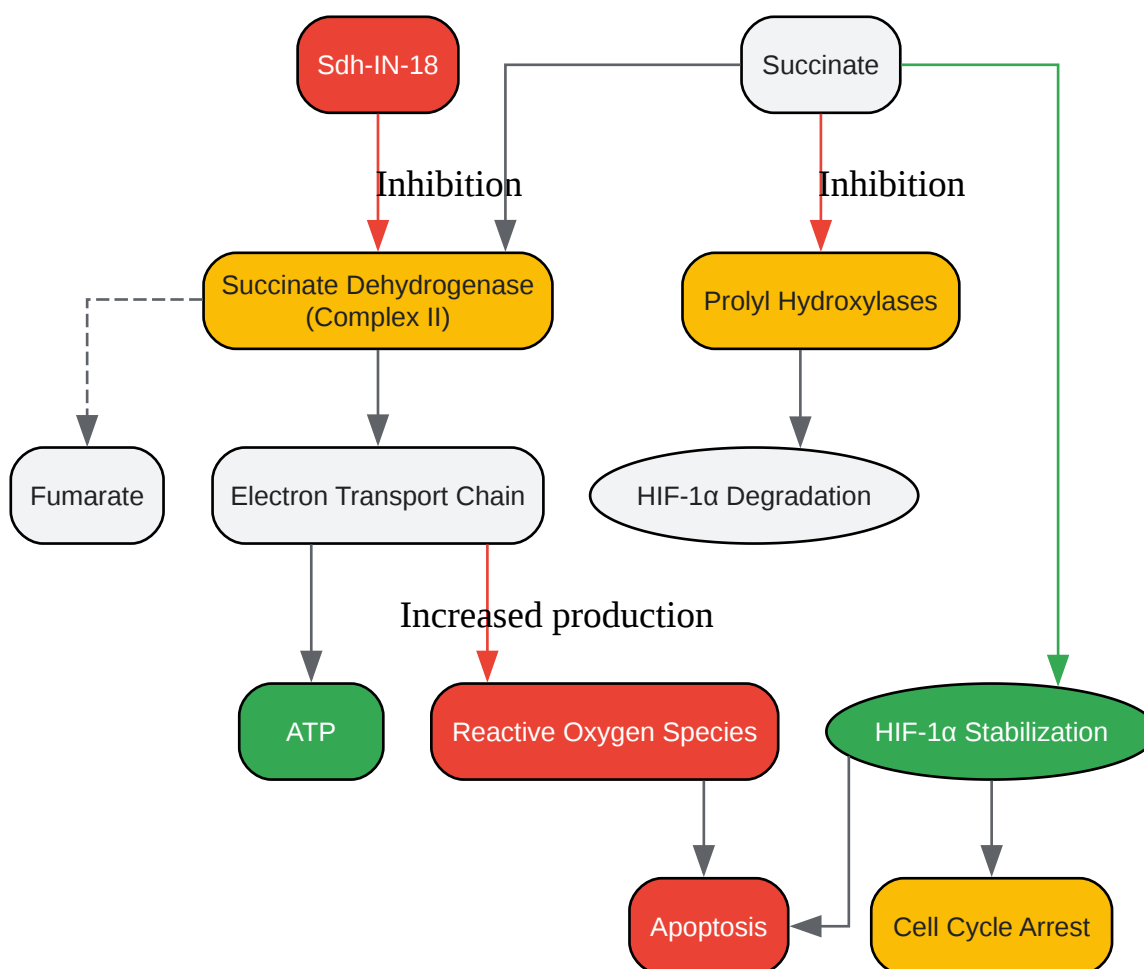 Sdh-IN-18
Succinate
Inhibition
Inhibition
Succinate Dehydrogenase
(Complex II)
Prolyl Hydroxylases
Fumarate
Electron Transport Chain
HIF-1α Degradation
Increased production
ATP
Reactive Oxygen Species
HIF-1α Stabilization
Apoptosis
Cell Cycle Arrest